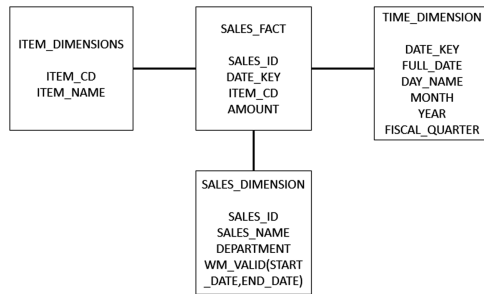 ITEM_DIMENSIONS
ITEM_CD
ITEM_NAME
SALES_FACT
SALES_ID
DATE_KEY
ITEM_CD
AMOUNT
TIME_DIMENSION
DATE_KEY
FULL_DATE
DAY_NAME
MONTH
YEAR
FISCAL_QUARTER
SALES_DIMENSION
SALES_ID
SALES_NAME
DEPARTMENT
WM_VALID(START
_DATE,END_DATE)